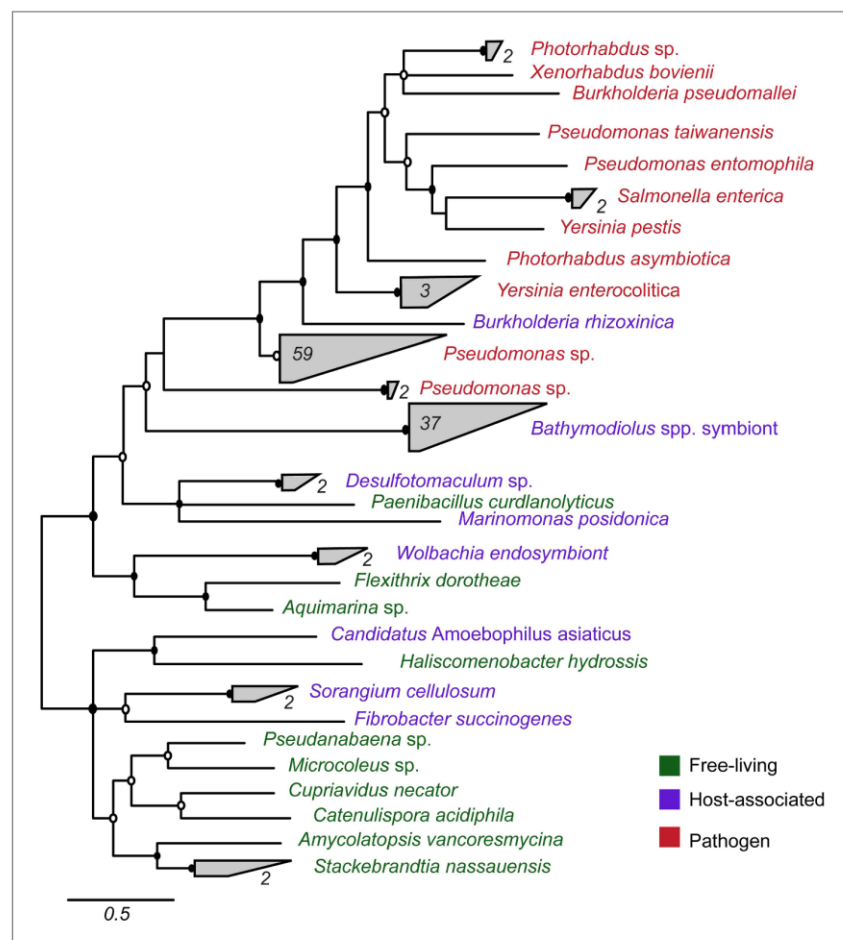 Photorhabdus sp.
2
Xenorhabdus bovienii
Burkholderia pseudomallei
Pseudomonas taiwanensis
Pseudomonas entomophila
Salmonella enterica
2
Yersinia pestis
Photorhabdus asymbiotica
3
Yersinia enterocolitica
Burkholderia rhizoxinica
59
Pseudomonas sp.
2
Pseudomonas sp.
37
Bathymodiolus spp. symbiont
Desulfotomaculum sp.
2
Paenibacillus curdlanolyticus
Marinomonas posidonica
Wolbachia endosymbiont
2
Flexithrix dorotheae
Aquimarina sp.
Candidatus Amoebophilus asiaticus
Haliscomenobacter hydrossis
Sorangium cellulosum
2
Fibrobacter succinogenes
Pseudanabaena sp.
Microcoleus sp.
Cupriavidus necator
Catenulispora acidiphila
Amycolatopsis vancoresmycina
Stackebrandtia nassauensis
2
Free-living
Host-associated
Pathogen
0.5